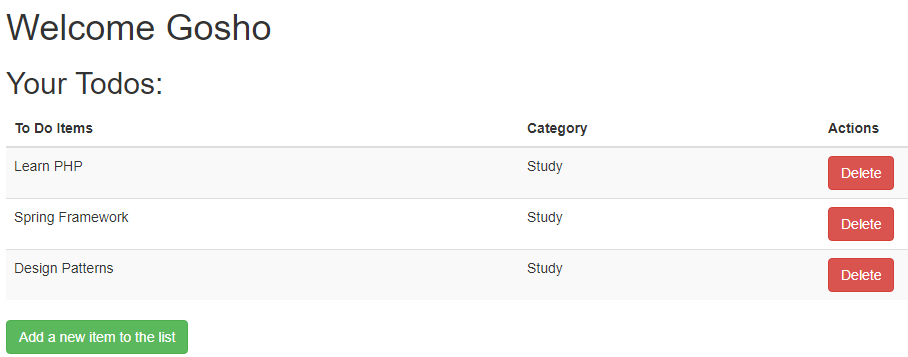 Welcome Gosho
Your Todos:
To Do Items Category Actions
Learn PHP Study Delete
Spring Framework Study Delete
Design Patterns Study Delete
Add a new item to the list